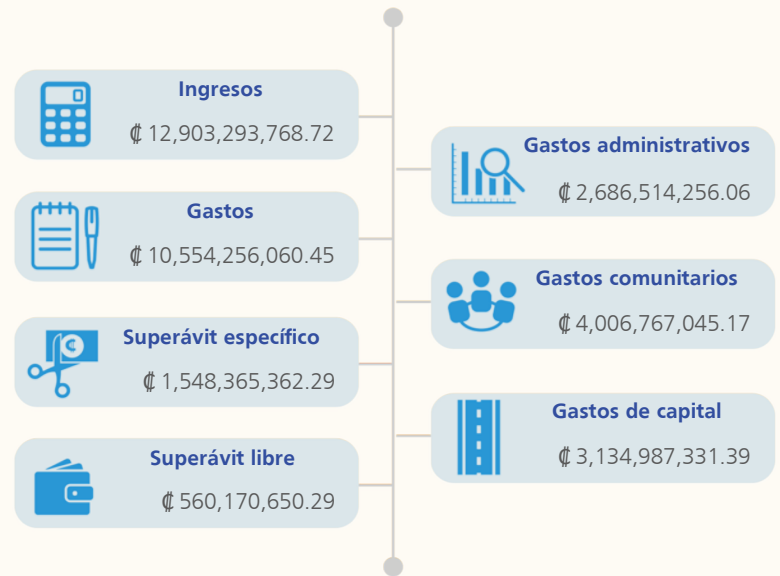 Ingresos
₡ 12,903,293,768.72
Gastos
₡ 10,554,256,060.45
Superávit específico
₡ 1,548,365,362.29
Superávit libre
₡ 560,170,650.29
Gastos administrativos
₡ 2,686,514,256.06
Gastos comunitarios
₡ 4,006,767,045.17
Gastos de capital
₡ 3,134,987,331.39